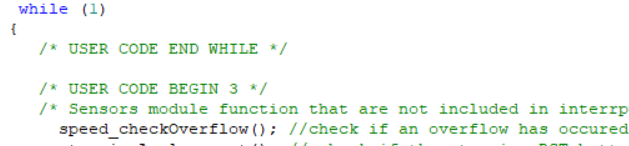 while (1)
{
/* USER CODE END WHILE */
/* USER CODE BEGIN 3 */
/* Sensors module function that are not included in interrp
speed_checkOverflow(); //check if an overflow has occured